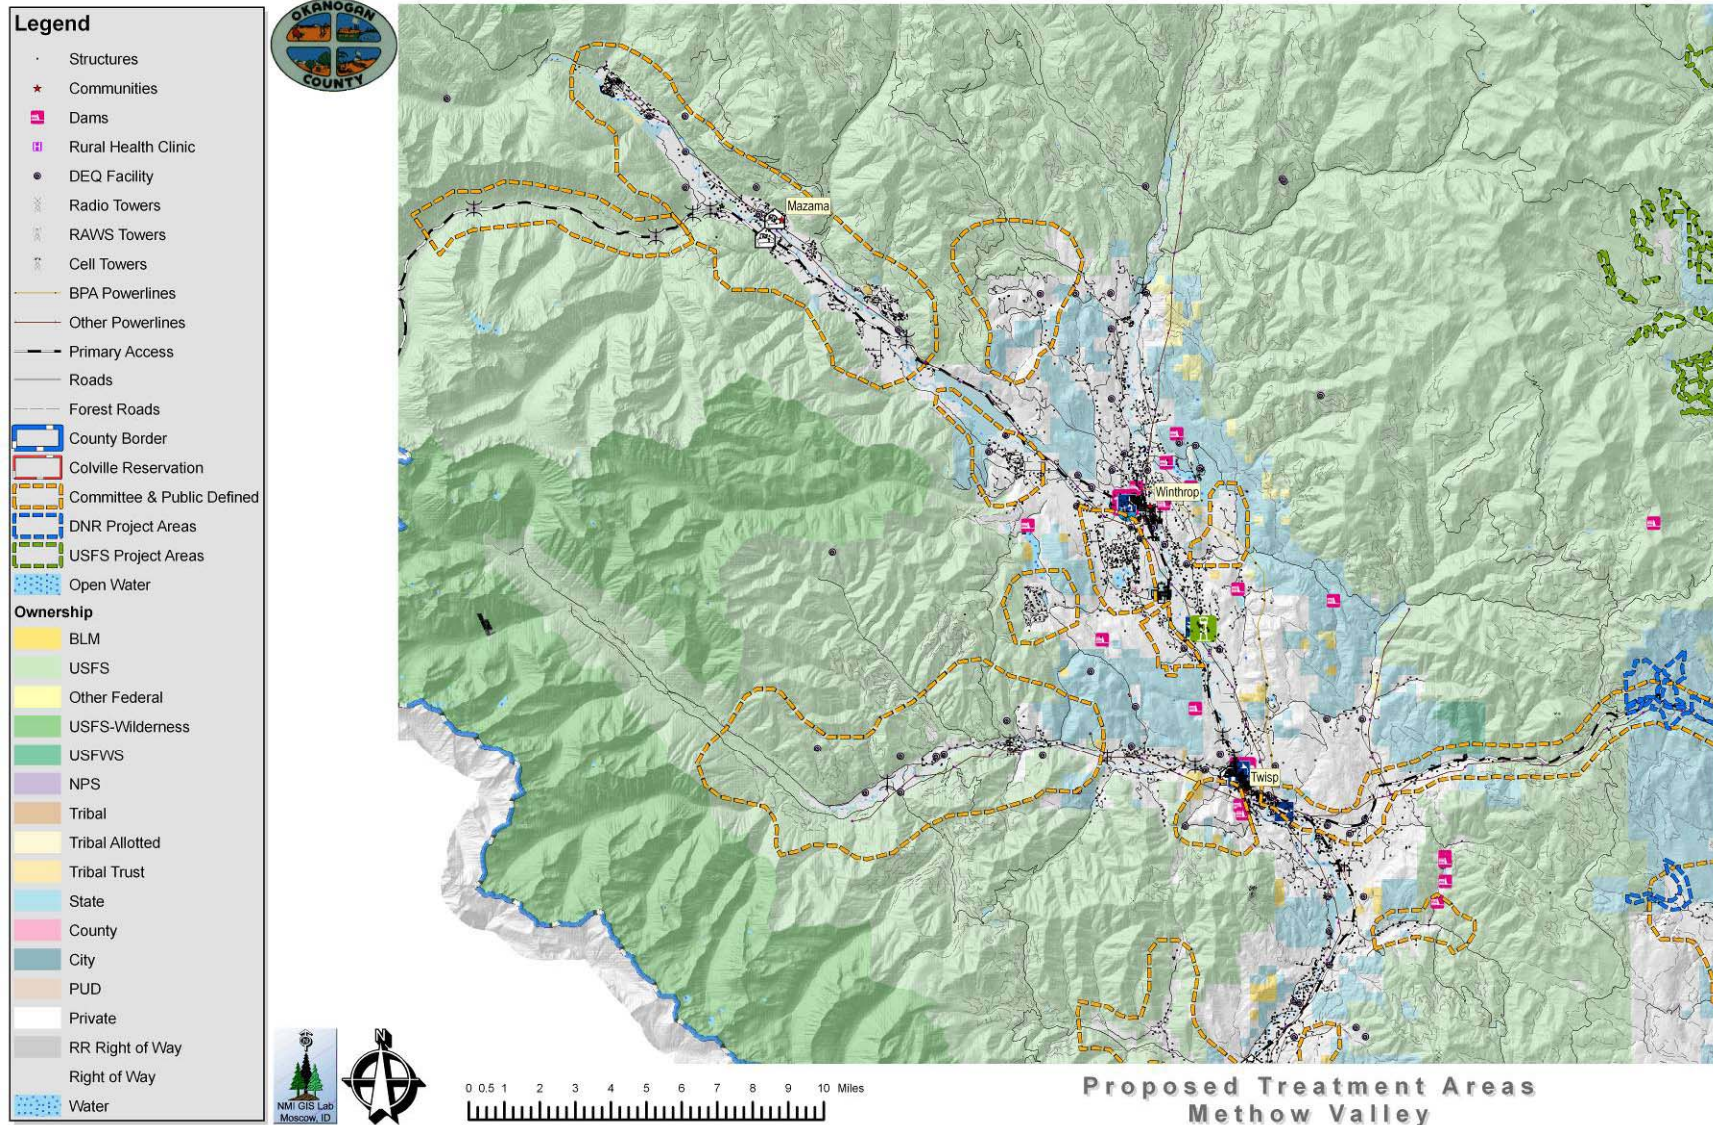 Legend
Structures
Communities
Dams
Rural Health Clinic
DEQ Facility
Radio Towers
RAWS Towers
Cell Towers
BPA Powerlines
Other Powerlines
Primary Access
Roads
Forest Roads
County Border
Colville Reservation
Committee & Public Defined
DNR Project Areas
USFS Project Areas
Open Water
Ownership
BLM
USFS
Other Federal
USFS-Wilderness
USFWS
NPS
Tribal
Tribal Allotted
Tribal Trust
State
County
City
PUD
Private
RR Right of Way
Right of Way
Water
OKANOGAN
COUNTY
Mazama
Winthrop
Twisp
N
NMI GIS Lab
Moscow, ID
0 0.5 1 2 3 4 5 6 7 8 9 10 Miles
Proposed Treatment Areas
Methow Valley